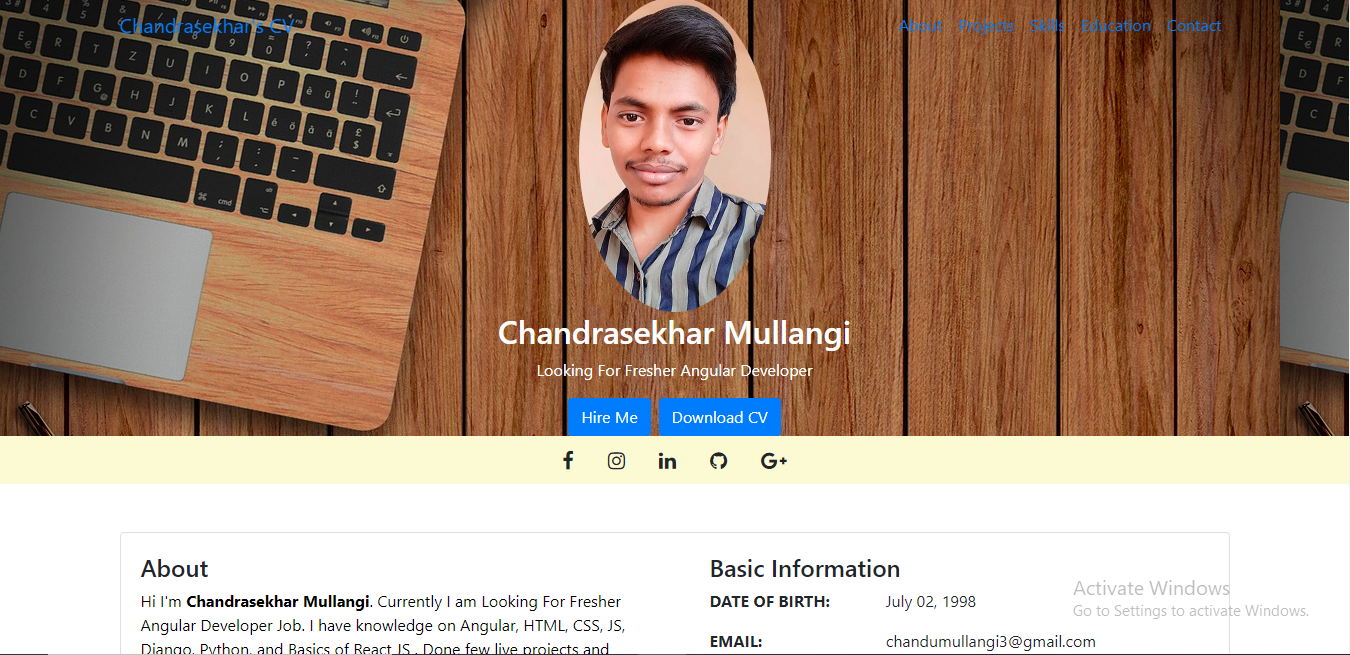 Chandrasekhar's CV
About Projects Skills Education Contact
Chandrasekhar Mullangi
Looking For Fresher Angular Developer
Hire Me Download CV
About
Hi I'm Chandrasekhar Mullangi. Currently I am Looking For Fresher
Angular Developer Job. I have knowledge on Angular, HTML, CSS, JS,
Django, Python, and Basics of React JS , Done few live projects and
Basic Information
DATE OF BIRTH: July 02, 1998
EMAIL: chandumullangi3@gmail.com
Activate Windows
Go to Settings to activate Windows.